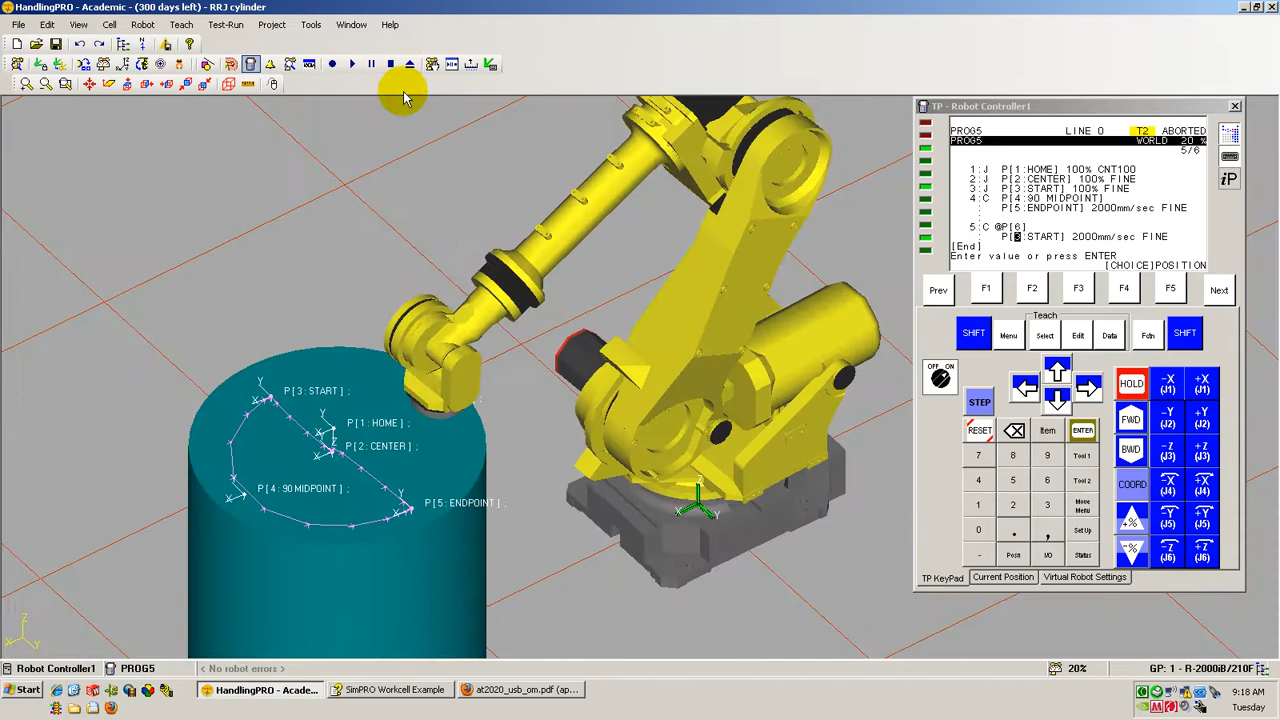 HandlingPRO - Academic - (300 days left) - RRJ cylinder
File Edit View Cell Robot Teach Test-Run Project Tools Window Help
TP - Robot Controller1
PROG5 LINE 0 T2 ABORTED
PROG5 WORLD 20 %
5/6
1:J P[1:HOME] 100% CNT100
2:J P[2:CENTER] 100% FINE
3:J P[3:START] 100% FINE
4:C P[4:90 MIDPOINT]
: P[5:ENDPOINT] 2000mm/sec FINE
5:C @P[6]
: P[3:START] 2000mm/sec FINE
[End]
Enter value or press ENTER
[CHOICE]POSITION
iP
Prev F1 F2 F3 F4 F5 Next
Teach
SHIFT Menu Select Edit Data Fctn SHIFT
OFF ON
STEP HOLD -X (J1) +X (J1)
FWD -Y (J2) +Y (J2)
RESET Item ENTER
BWD -Z (J3) +Z (J3)
7 8 9 Tool 1
4 5 6 Tool 2 COORD -X (J4) +X (J4)
1 2 3 Move Menu +% -Y (J5) +Y (J5)
0 . , Set Up
- Posn I/O Status -% -Z (J6) +Z (J6)
TP KeyPad Current Position Virtual Robot Settings
Y
X P[3:START] ;
Y P[1:HOME] ;
X
Z P[2:CENTER] ;
X
X P[4:90 MIDPOINT] ;
Y P[5:ENDPOINT] ;
X
Z
X Y
Z
X Y
Robot Controller1 PROG5 < No robot errors > 20% GP: 1 - R-2000iB/210F
Start HandlingPRO - Acade... SimPRO Workcell Example at2020_usb_om.pdf (ap... 9:18 AM
Tuesday